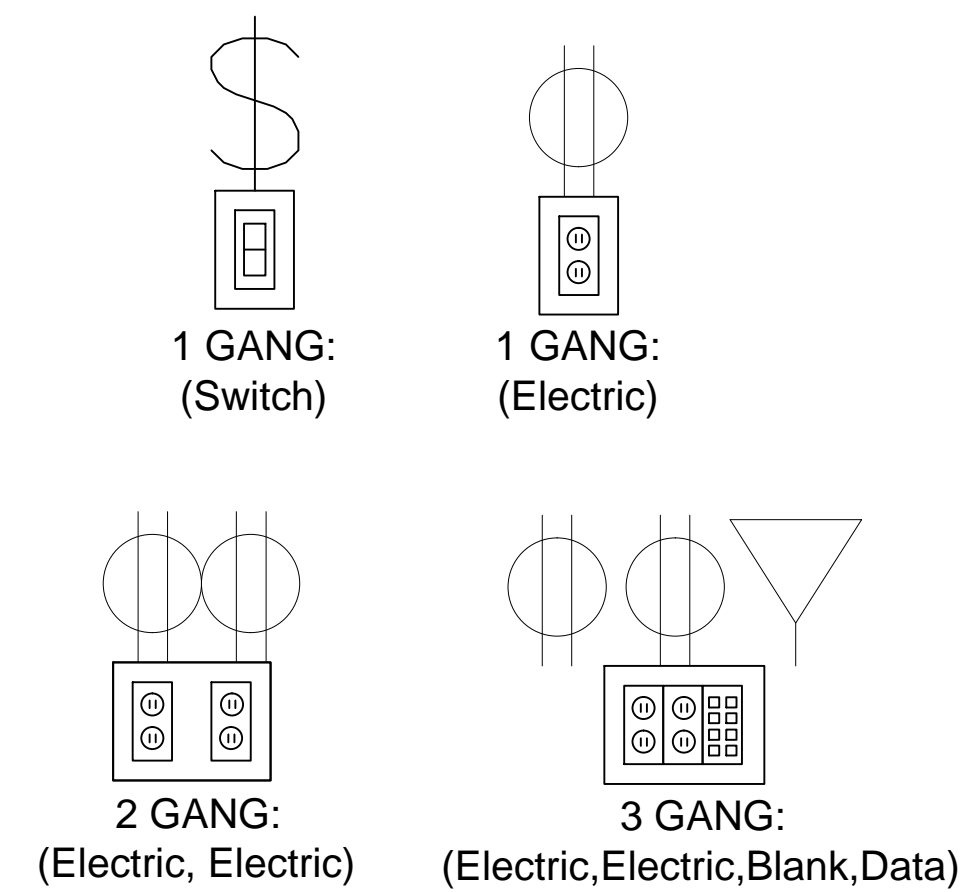 1 GANG:
(Switch)
1 GANG:
(Electric)
2 GANG:
(Electric, Electric)
3 GANG:
(Electric,Electric,Blank,Data)